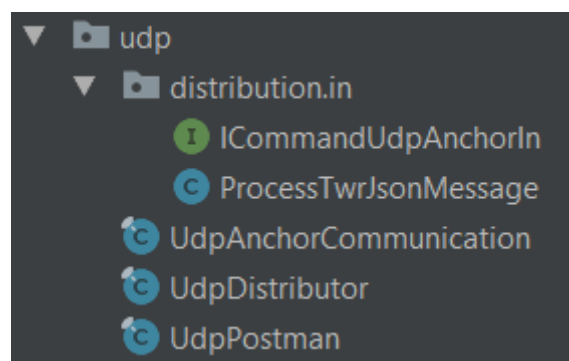 udp
distribution.in
I ICommandUdpAnchorIn
C ProcessTwrJsonMessage
C UdpAnchorCommunication
C UdpDistributor
C UdpPostman